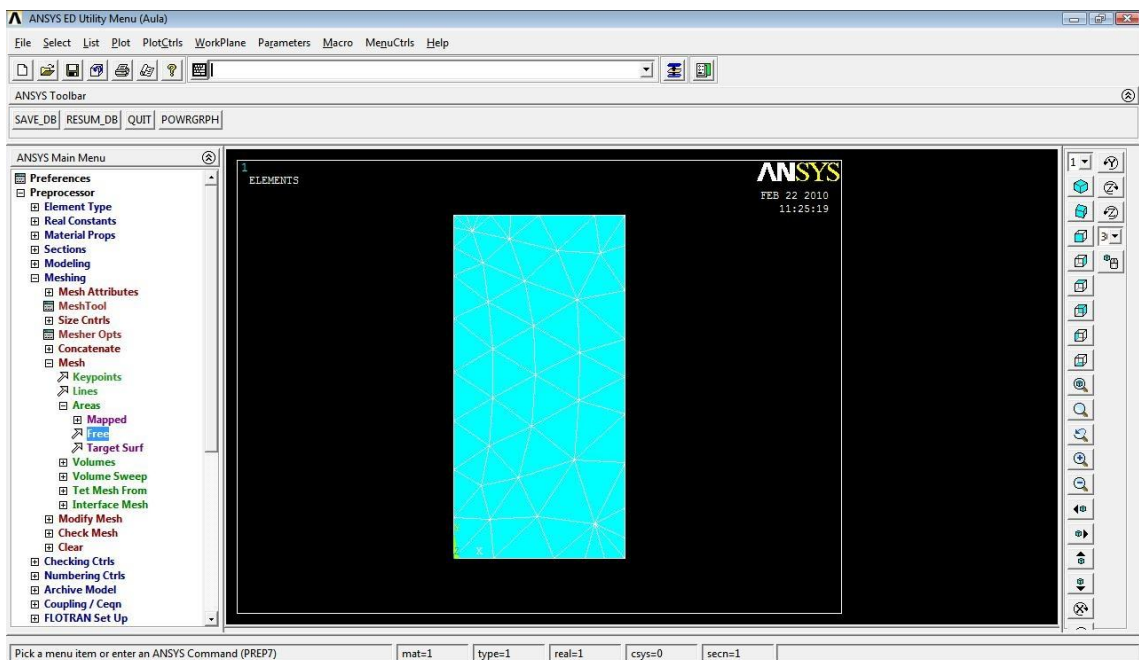 ANSYS ED Utility Menu (Aula)
File Select List Plot PlotCtrls WorkPlane Parameters Macro MenuCtrls Help
ANSYS Toolbar
SAVE_DB RESUM_DB QUIT POWRGRPH
ANSYS Main Menu
Preferences
Preprocessor
Element Type
Real Constants
Material Props
Sections
Modeling
Meshing
Mesh Attributes
MeshTool
Size Cntrls
Mesher Opts
Concatenate
Mesh
Keypoints
Lines
Areas
Mapped
Free
Target Surf
Volumes
Volume Sweep
Tet Mesh From
Interface Mesh
Modify Mesh
Check Mesh
Clear
Checking Ctrls
Numbering Ctrls
Archive Model
Coupling / Ceqn
FLOTRAN Set Up
1
ELEMENTS
ANSYS
FEB 22 2010
11:25:19
X
1
Pick a menu item or enter an ANSYS Command (PREP7) mat=1 type=1 real=1 csys=0 secn=1